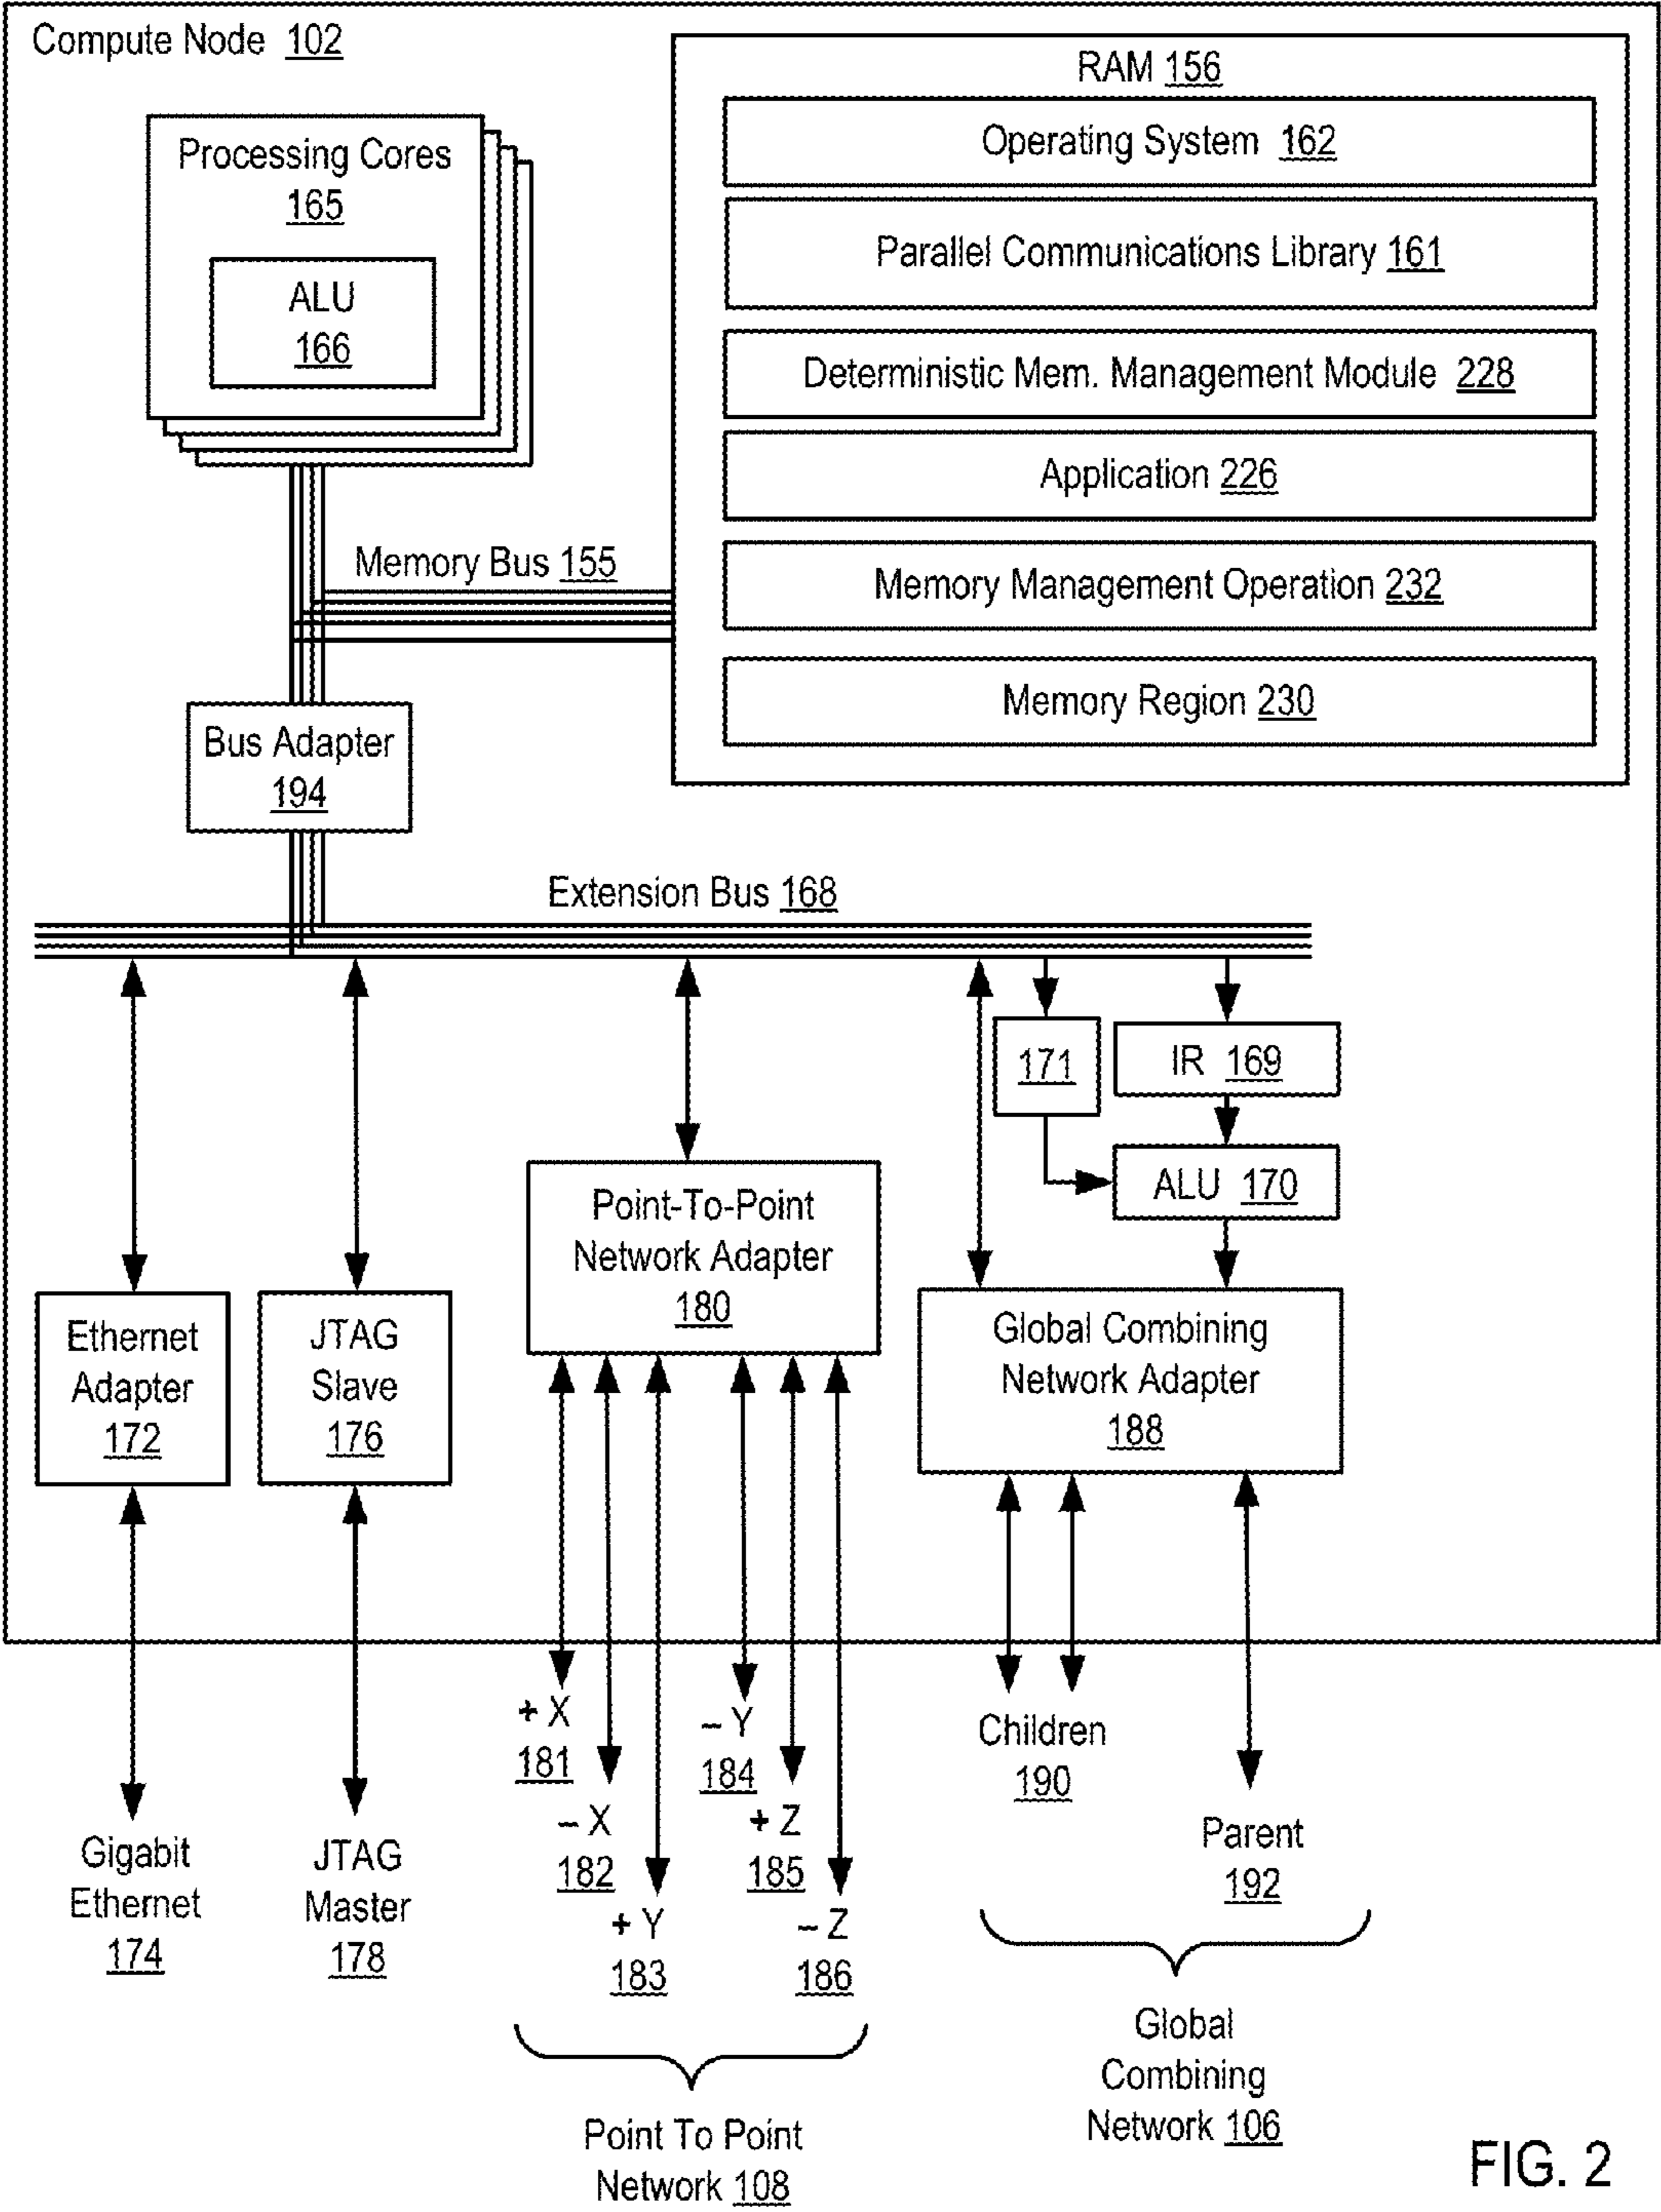 Compute Node 102
RAM 156
Operating System 162
Parallel Communications Library 161
Deterministic Mem. Management Module 228
Application 226
Memory Management Operation 232
Memory Region 230
Processing Cores
165
ALU
166
Memory Bus 155
Bus Adapter
194
Extension Bus 168
171
IR 169
ALU 170
Point-To-Point
Network Adapter
180
Ethernet
Adapter
172
JTAG
Slave
176
Global Combining
Network Adapter
188
+ X
181
– X
182
+ Y
183
– Y
184
+ Z
185
– Z
186
Children
190
Parent
192
Gigabit
Ethernet
174
JTAG
Master
178
Point To Point
Network 108
Global
Combining
Network 106
FIG. 2